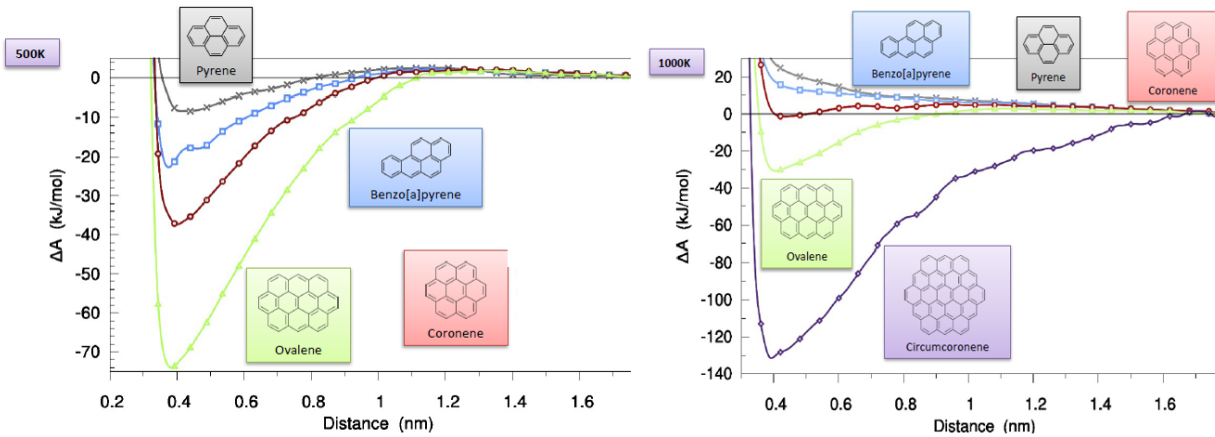 500K
Pyrene
Benzo[a]pyrene
Ovalene
Coronene
ΔA (kJ/mol)
0
-10
-20
-30
-40
-50
-60
-70
0.2 0.4 0.6 0.8 1 1.2 1.4 1.6
Distance (nm)
1000K
Benzo[a]pyrene
Pyrene
Coronene
Ovalene
Circumcoronene
ΔA (kJ/mol)
20
0
-20
-40
-60
-80
-100
-120
-140
0.4 0.6 0.8 1 1.2 1.4 1.6
Distance (nm)